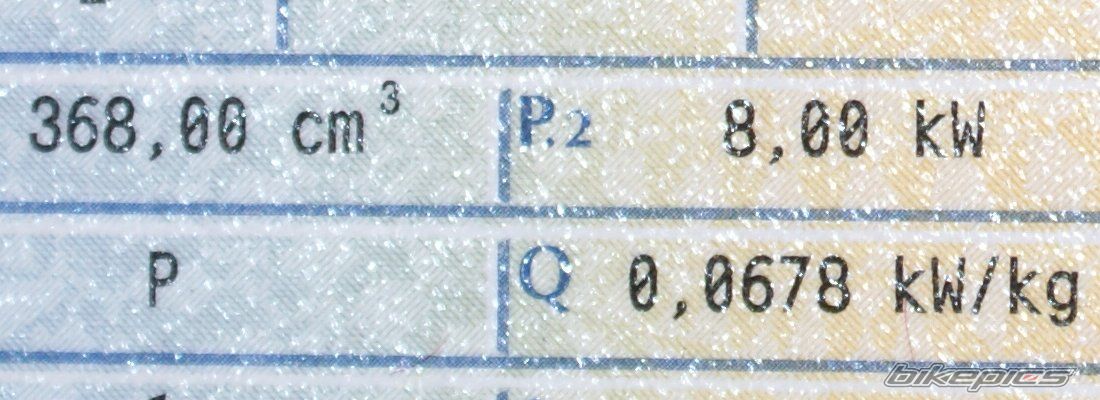 368,00 cm³ P.2 8,00 kW
P Q 0,0678 kW/kg
bikepics